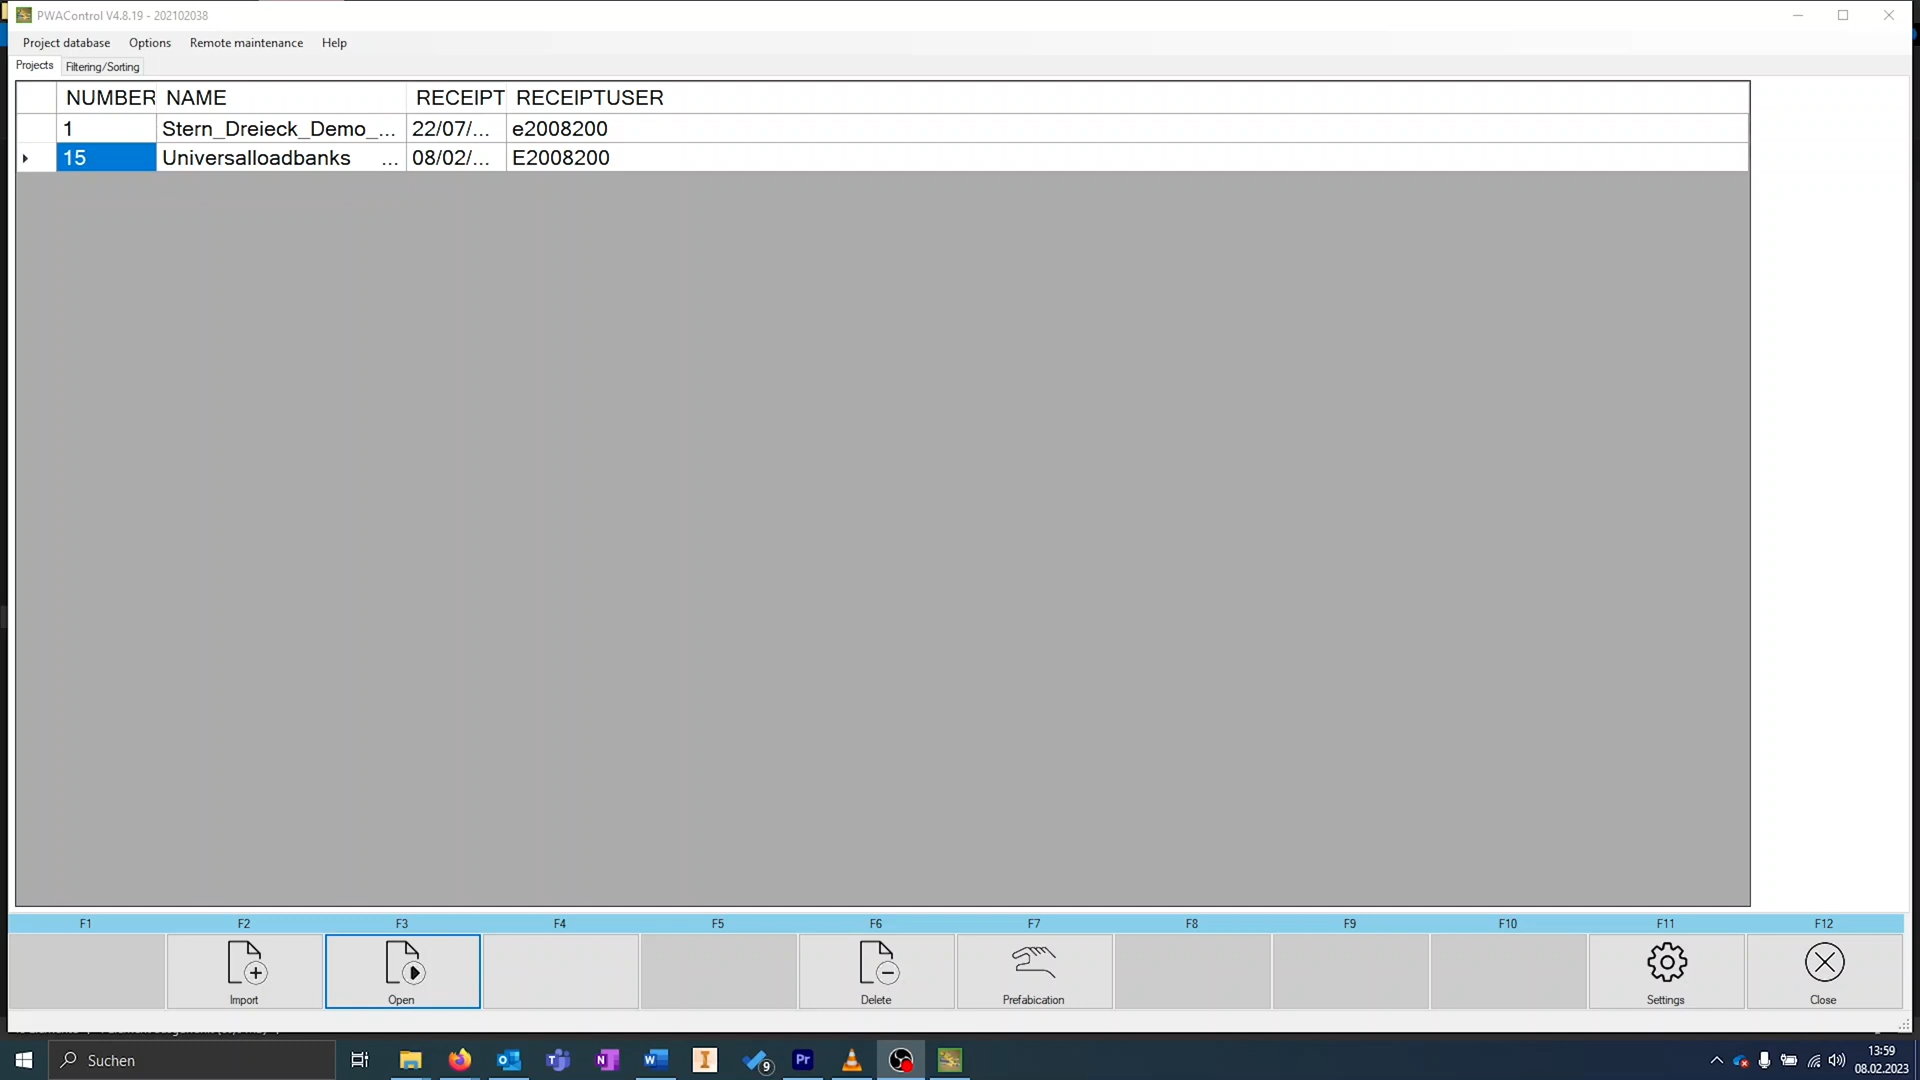 PWAControl V4.8.19 - 202102038
Project database Options Remote maintenance Help
Projects Filtering/Sorting
NUMBER NAME RECEIPT RECEIPTUSER
1 Stern_Dreieck_Demo_... 22/07/... e2008200
15 Universalloadbanks ... 08/02/... E2008200
F1 F2 F3 F4 F5 F6 F7 F8 F9 F10 F11 F12
Import Open Delete Prefabication Settings Close
Suchen
9
Pr
13:59
08.02.2023